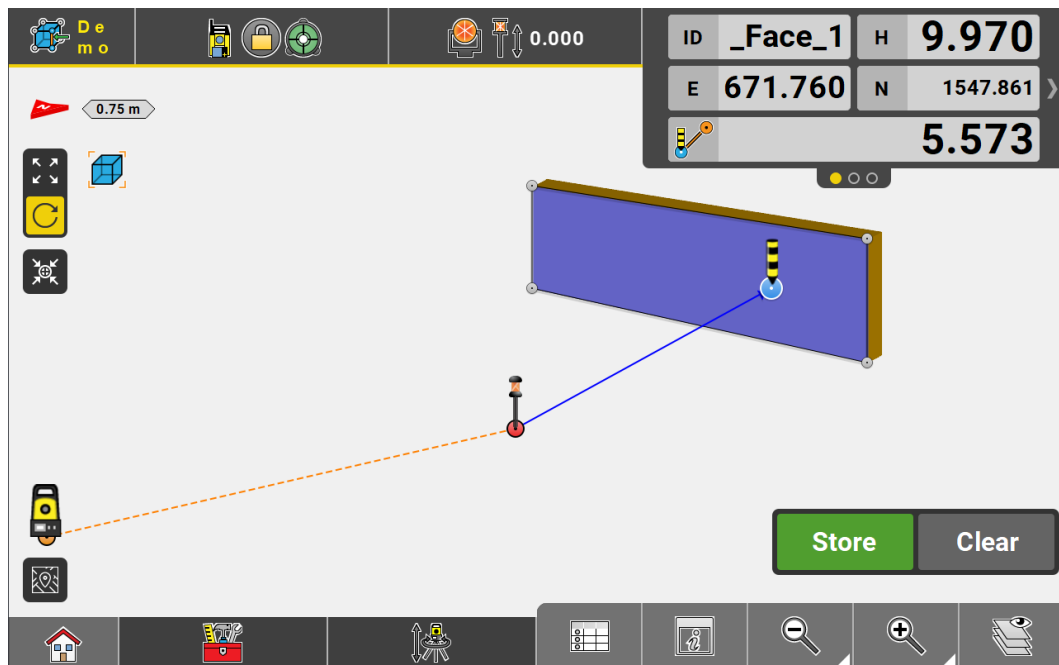 De
mo
0.000
ID _Face_1 H 9.970
E 671.760 N 1547.861
5.573
0.75 m
Store Clear